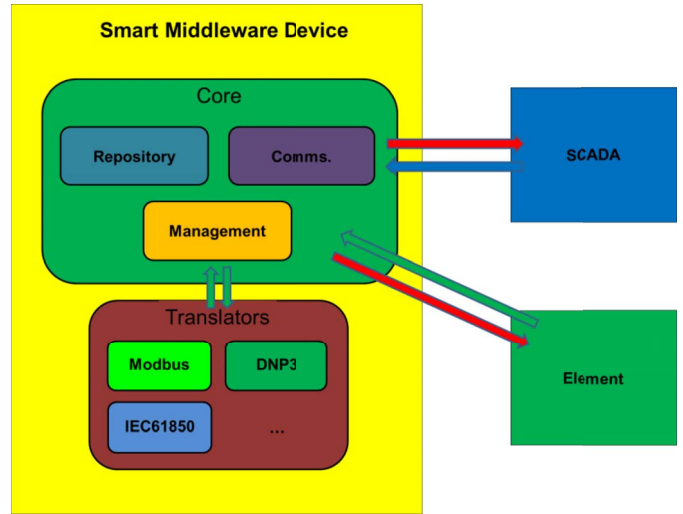 Smart Middleware Device
Core
Repository
Comms.
Management
Translators
Modbus
DNP3
IEC61850
...
SCADA
Element